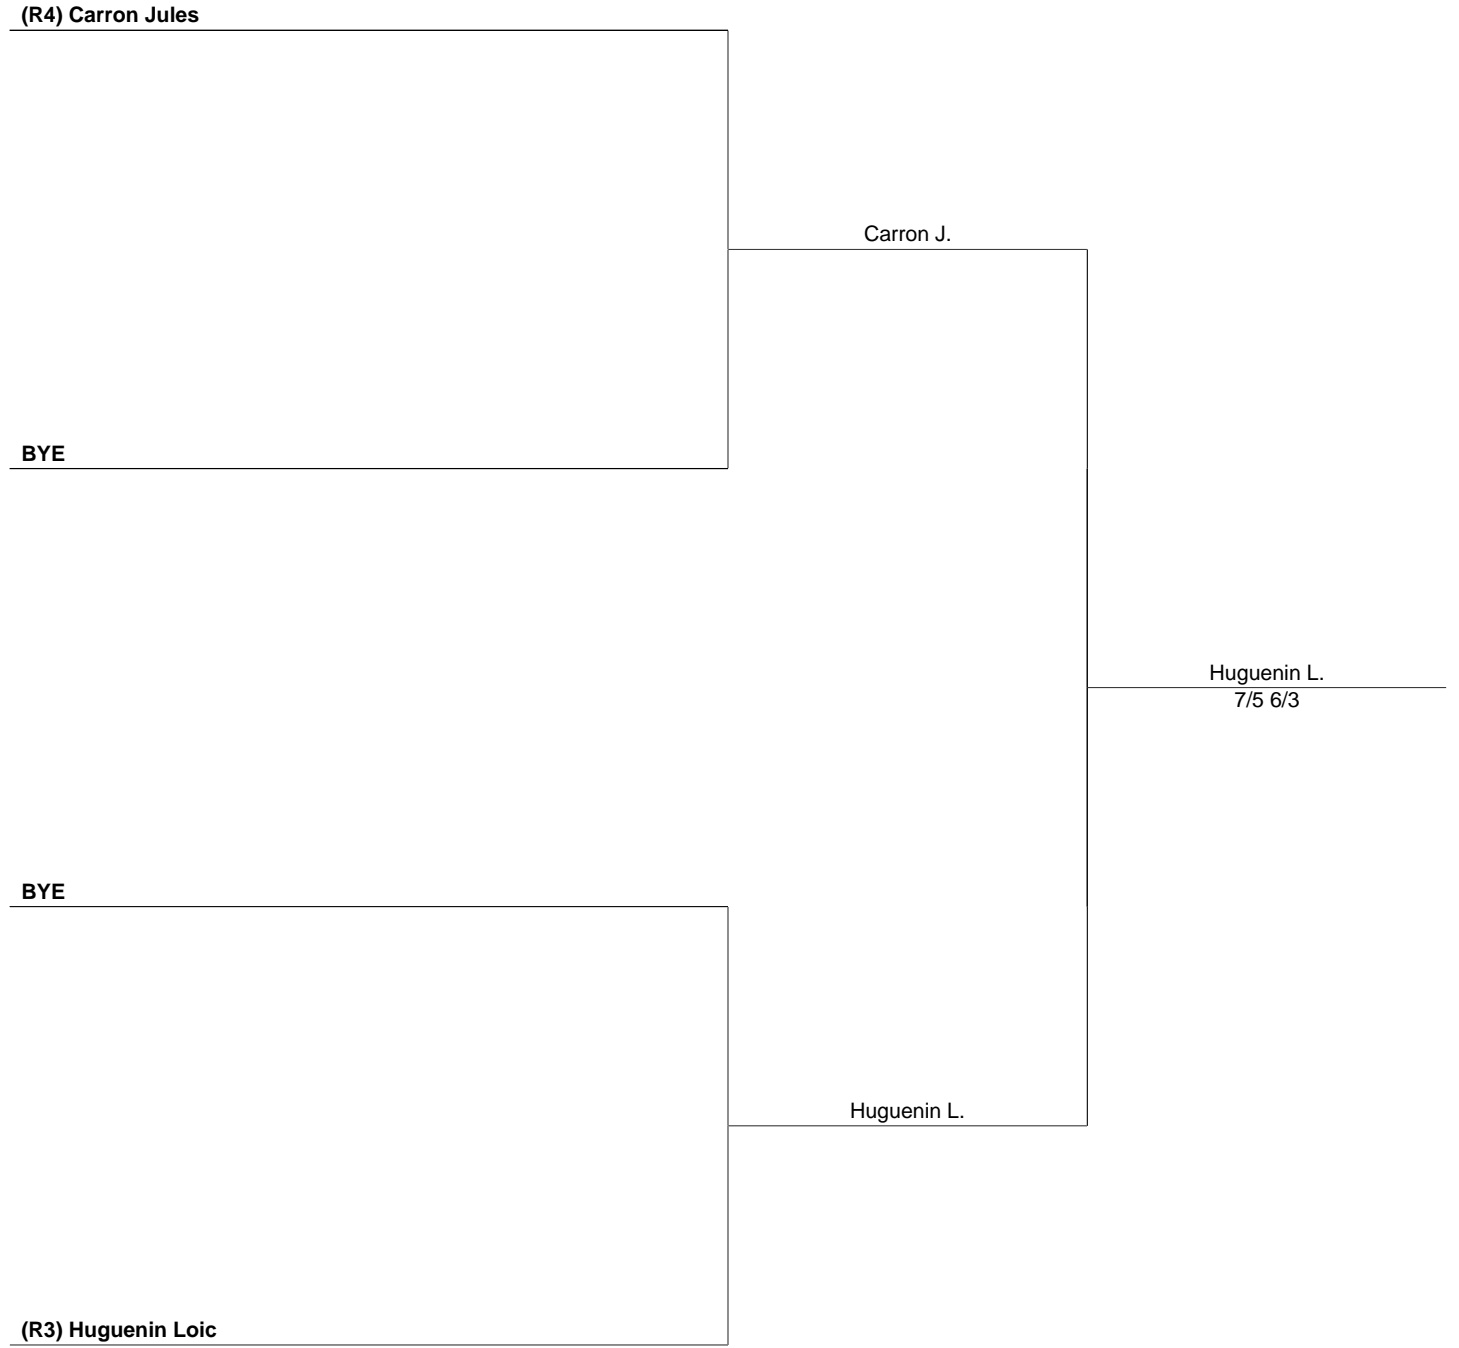 (R4) Carron Jules
Carron J.
BYE
Huguenin L.
7/5 6/3
BYE
Huguenin L.
(R3) Huguenin Loic